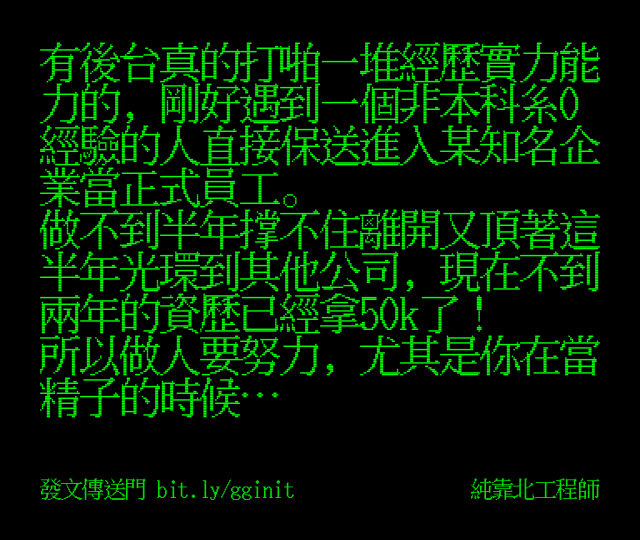 有後台真的打啪一堆經歷實力能
力的，剛好遇到一個非本科系0
經驗的人直接保送進入某知名企
業當正式員工。
做不到半年撐不住離開又頂著這
半年光環到其他公司，現在不到
兩年的資歷已經拿50k了！
所以做人要努力，尤其是你在當
精子的時候⋯
發文傳送門 bit.ly/gginit
純靠北工程師